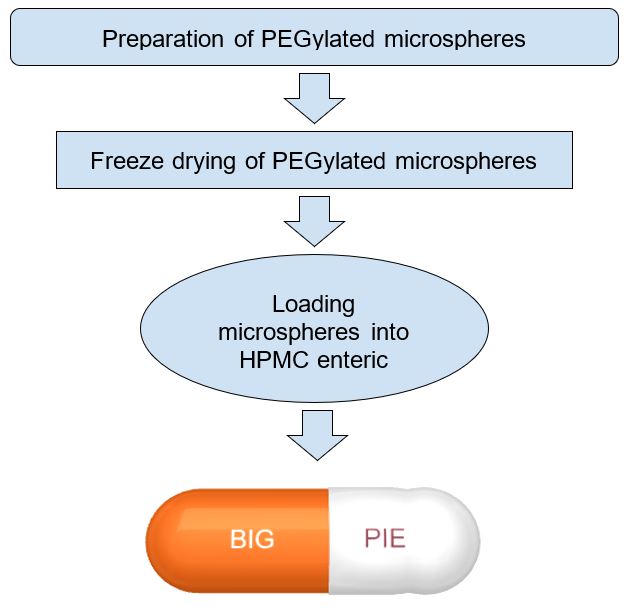 Preparation of PEGylated microspheres
Freeze drying of PEGylated microspheres
Loading
microspheres into
HPMC enteric
BIG PIE